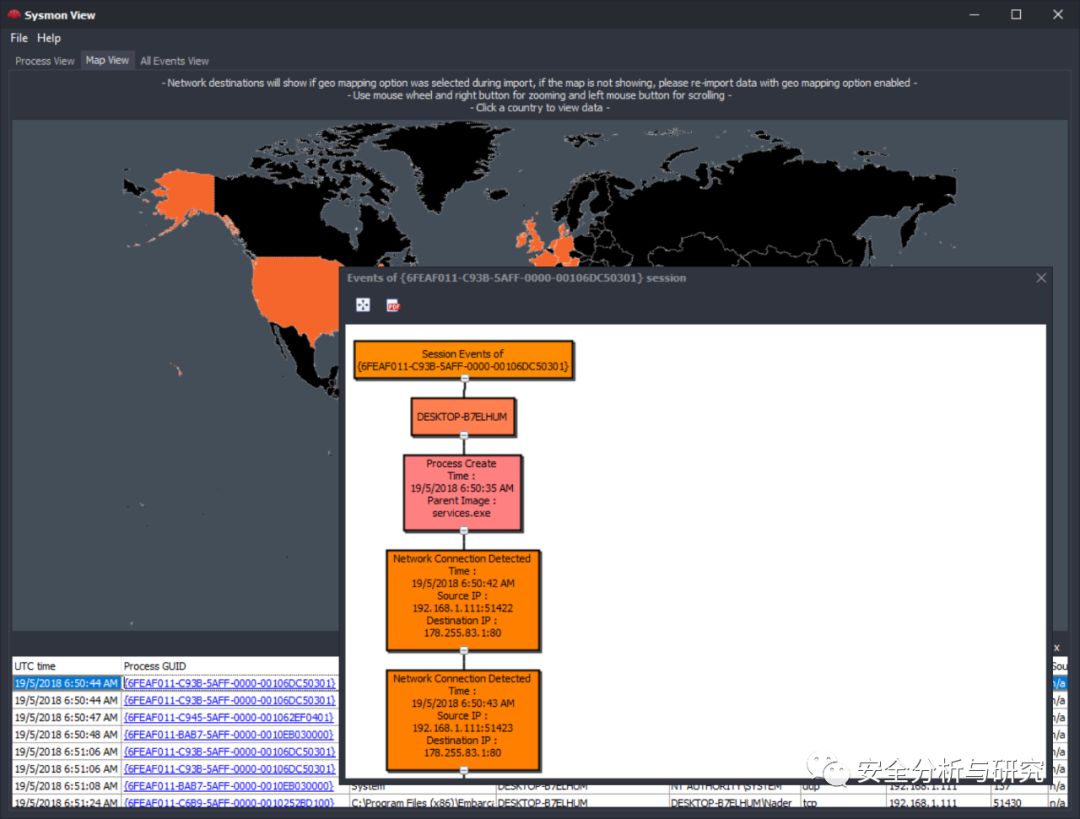 Sysmon View
File Help
Process View Map View All Events View
- Network destinations will show if geo mapping option was selected during import, if the map is not showing, please re-import data with geo mapping option enabled -
- Use mouse wheel and right button for zooming and left mouse button for scrolling -
- Click a country to view data -
Events of {6FEAF011-C93B-5AFF-0000-00106DC50301} session
PDF
Session Events of
{6FEAF011-C93B-5AFF-0000-00106DC50301}
DESKTOP-B7ELHUM
Process Create
Time :
19/5/2018 6:50:35 AM
Parent Image :
services.exe
Network Connection Detected
Time :
19/5/2018 6:50:42 AM
Source IP :
192.168.1.111:51422
Destination IP :
178.255.83.1:80
Network Connection Detected
Time :
19/5/2018 6:50:43 AM
Source IP :
192.168.1.111:51423
Destination IP :
178.255.83.1:80
x
UTC time Process GUID Sou
19/5/2018 6:50:44 AM {6FEAF011-C93B-5AFF-0000-00106DC50301} n/a
19/5/2018 6:50:44 AM {6FEAF011-C93B-5AFF-0000-00106DC50301} n/a
19/5/2018 6:50:47 AM {6FEAF011-C945-5AFF-0000-001062EF0401} n/a
19/5/2018 6:50:48 AM {6FEAF011-BAB7-5AFF-0000-0010EB030000} n/a
19/5/2018 6:51:06 AM {6FEAF011-C93B-5AFF-0000-00106DC50301} n/a
19/5/2018 6:51:06 AM {6FEAF011-C93B-5AFF-0000-00106DC50301} n/a
19/5/2018 6:51:08 AM {6FEAF011-BAB7-5AFF-0000-0010EB030000} System DESKTOP-B7ELHUM NT AUTHORITY\SYSTEM udp 192.168.1.111 137 n/a
19/5/2018 6:51:24 AM {6FEAF011-C6B9-5AFF-0000-0010252BD100} C:\Program Files (x86)\Embarc DESKTOP-B7ELHUM DESKTOP-B7ELHUM\Nader tcp 192.168.1.111 51430 n/a
安全分析与研究